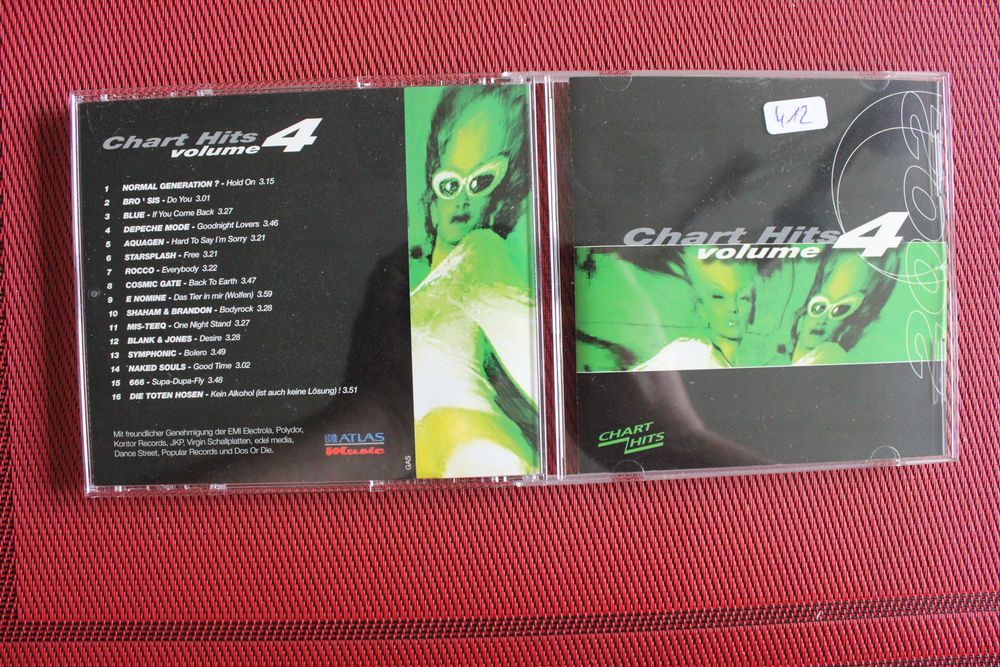 Chart Hits 4
volume
1 NORMAL GENERATION ? - Hold On 3.15
2 BRO ' SIS - Do You 3.01
3 BLUE - If You Come Back 3.27
4 DEPECHE MODE - Goodnight Lovers 3.46
5 AQUAGEN - Hard To Say I´m Sorry 3.21
6 STARSPLASH - Free 3.21
7 ROCCO - Everybody 3.22
8 COSMIC GATE - Back To Earth 3.47
9 E NOMINE - Das Tier in mir (Wolfen) 3.59
10 SHAHAM & BRANDON - Bodyrock 3.28
11 MIS-TEEQ - One Night Stand 3.27
12 BLANK & JONES - Desire 3.28
13 SYMPHONIC - Bolero 3.49
14 ´NAKED SOULS - Good Time 3.02
15 666 - Supa-Dupa-Fly 3.48
16 DIE TOTEN HOSEN - Kein Alkohol (ist auch keine Lösung) ! 3.51
Mit freundlicher Genehmigung der EMI Electrola, Polydor,
Kontor Records, JKP, Virgin Schallplatten, edel media,
Dance Street, Popular Records und Dos Or Die.
ATLAS
Music
GAS
412
Chart Hits 4
volume
2002
CHART
HITS